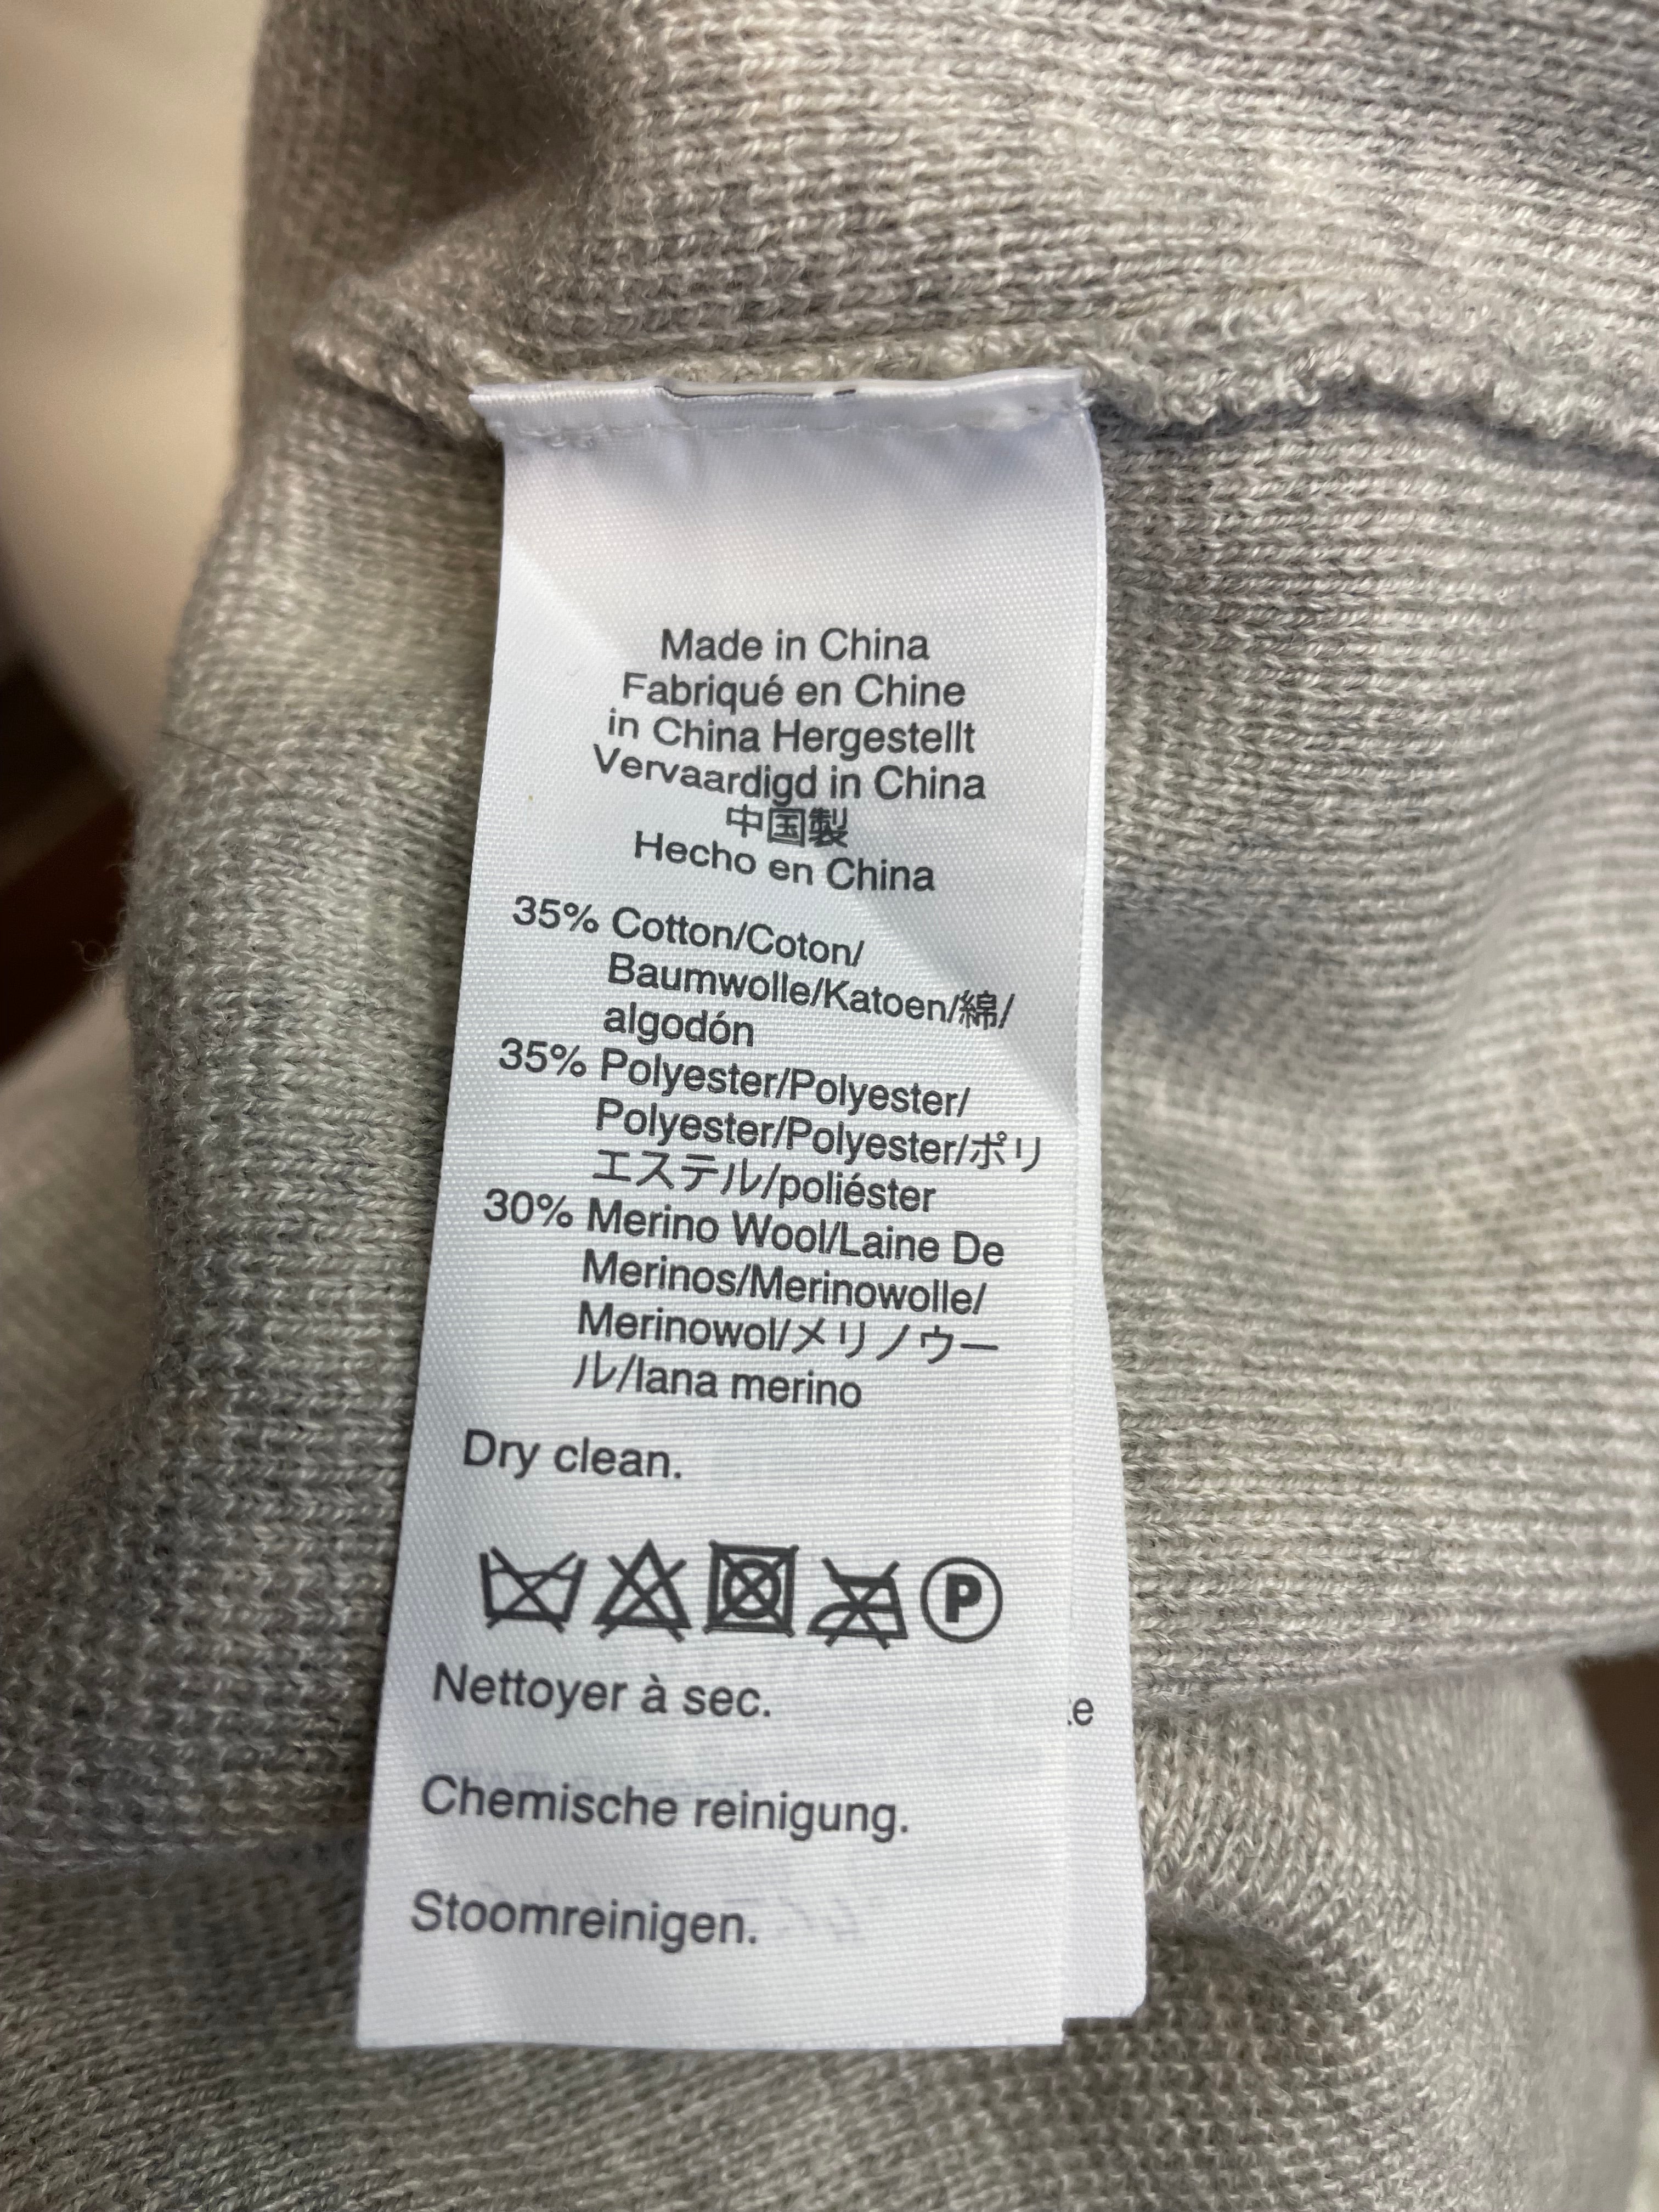 Made in China
Fabriqué en Chine
in China Hergestellt
Vervaardigd in China
中国製
Hecho en China
35% Cotton/Coton/
Baumwolle/Katoen/綿/
algodón
35% Polyester/Polyester/
Polyester/Polyester/ポリ
エステル/poliéster
30% Merino Wool/Laine De
Merinos/Merinowolle/
Merinowol/メリノウー
ル/lana merino
Dry clean.
P
Nettoyer à sec.
Chemische reinigung.
Stoomreinigen.